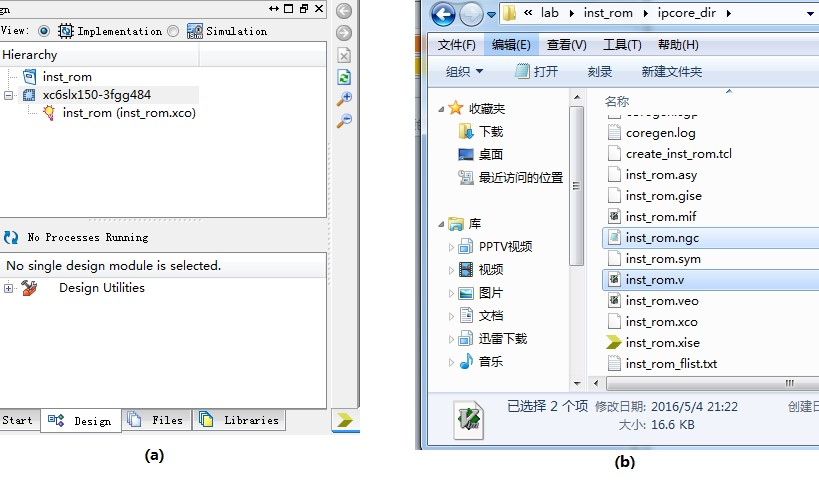 gn
View: Implementation Simulation
Hierarchy
inst_rom
xc6slx150-3fgg484
inst_rom (inst_rom.xco)
No Processes Running
No single design module is selected.
Design Utilities
Start Design Files Libraries
(a)
« lab inst_rom ipcore_dir
文件(F) 编辑(E) 查看(V) 工具(T) 帮助(H)
组织 打开 刻录 新建文件夹
收藏夹
下载
桌面
最近访问的位置
库
PPTV视频
视频
图片
文档
迅雷下载
音乐
名称
coregen.log
create_inst_rom.tcl
inst_rom.asy
inst_rom.gise
inst_rom.mif
inst_rom.ngc
inst_rom.sym
inst_rom.v
inst_rom.veo
inst_rom.xco
inst_rom.xise
inst_rom_flist.txt
已选择 2 个项 修改日期: 2016/5/4 21:22 创建日
大小: 16.6 KB
(b)